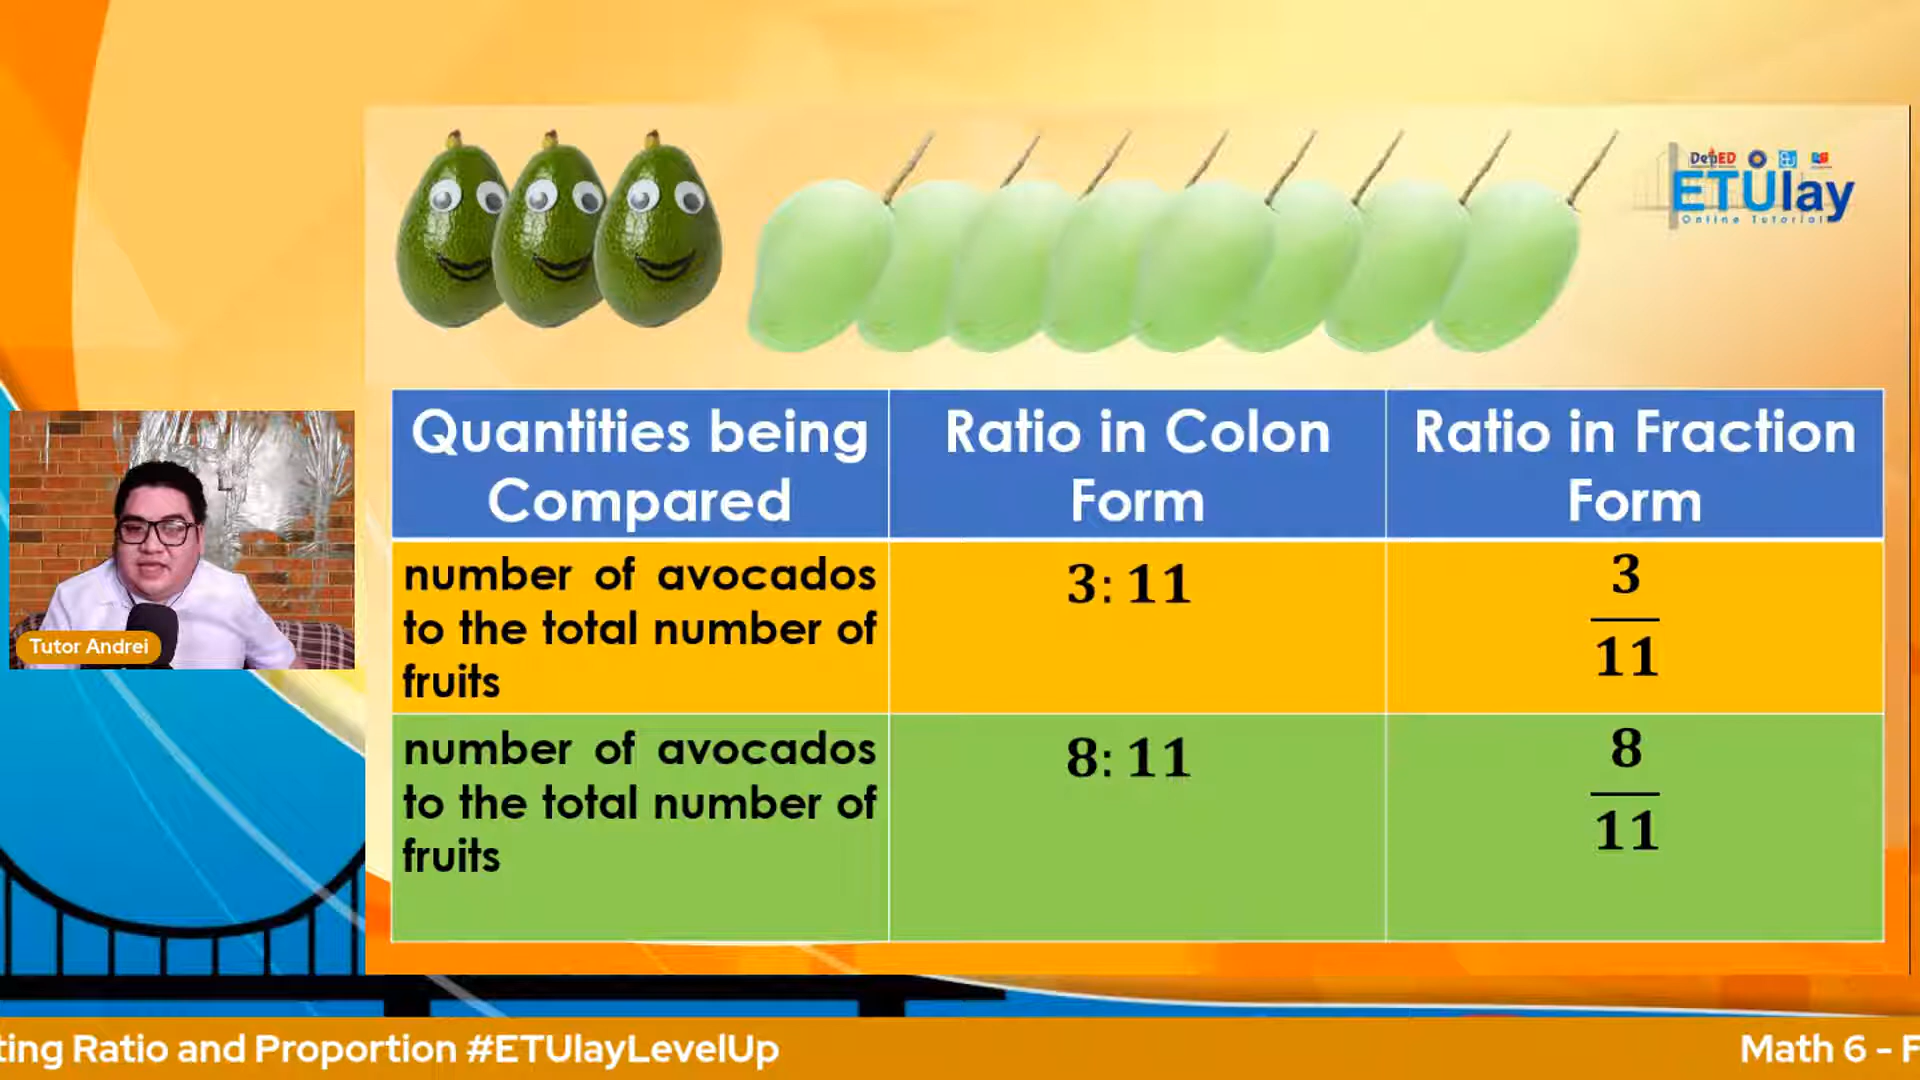 DepED
ETUlay
Online Tutorial
Quantities being
Compared
Ratio in Colon
Form
Ratio in Fraction
Form
number of avocados
to the total number of
fruits
3: 11
3
11
number of avocados
to the total number of
fruits
8: 11
8
11
Tutor Andrei
ting Ratio and Proportion #ETUlayLevelUp
Math 6 - F